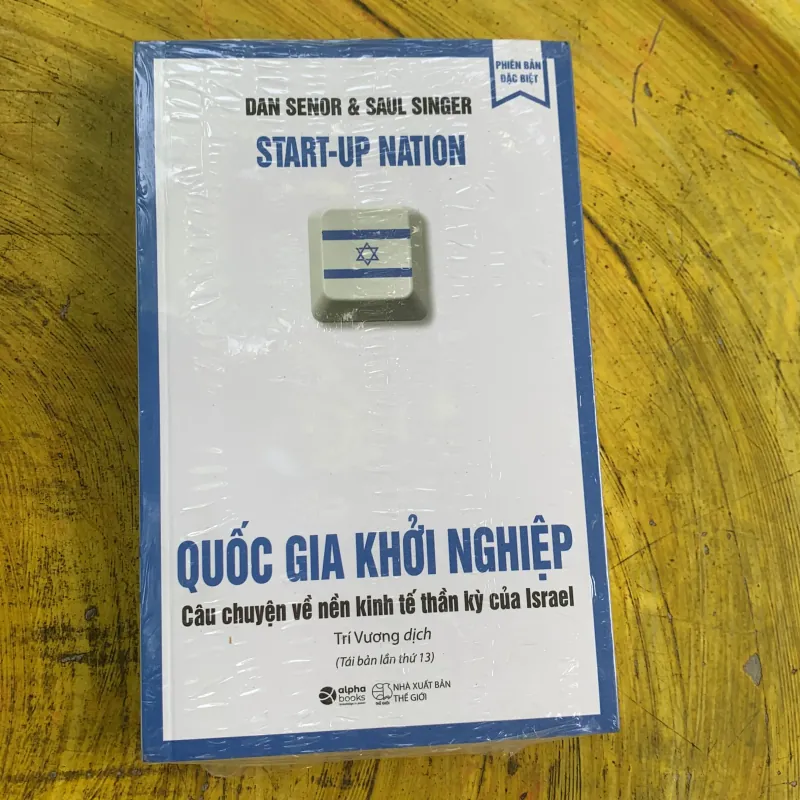 PHIÊN BẢN
ĐẶC BIỆT
DAN SENOR & SAUL SINGER
START-UP NATION
QUỐC GIA KHỞI NGHIỆP
Câu chuyện về nền kinh tế thần kỳ của Israel
Trí Vương dịch
(Tái bản lần thứ 13)
alpha
books
NHÀ XUẤT BẢN
THẾ GIỚI